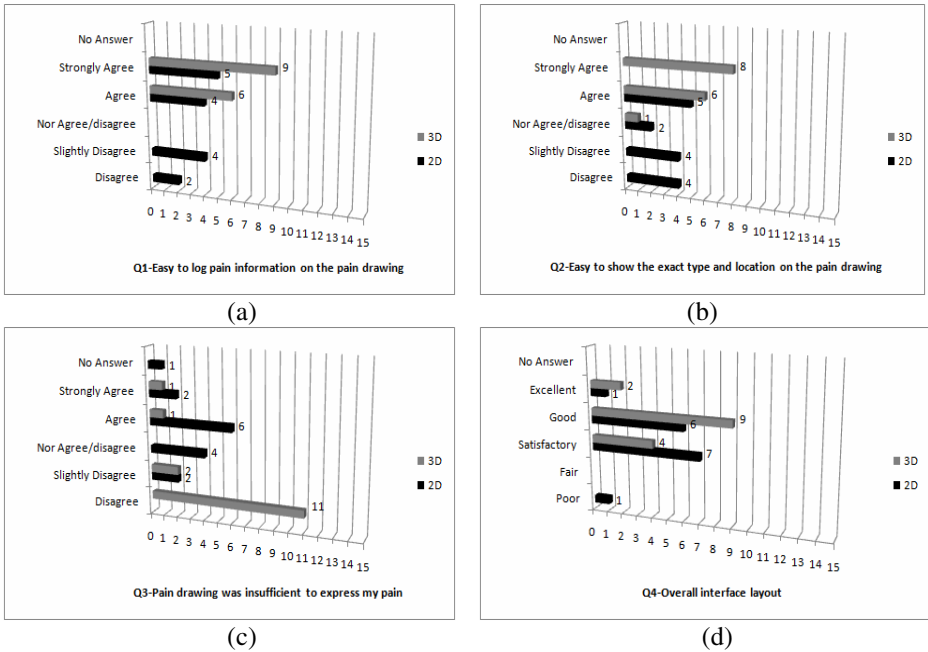 No Answer
Strongly Agree 9
5
Agree 6
4
Nor Agree/disagree
Slightly Disagree 4
Disagree 2
0 1 2 3 4 5 6 7 8 9 10 11 12 13 14 15
3D
2D
Q1-Easy to log pain information on the pain drawing
(a)
No Answer
Strongly Agree 8
Agree 6
5
Nor Agree/disagree 1
2
Slightly Disagree 4
Disagree 4
0 1 2 3 4 5 6 7 8 9 10 11 12 13 14 15
3D
2D
Q2-Easy to show the exact type and location on the pain drawing
(b)
No Answer 1
Strongly Agree 1
2
Agree 1
6
Nor Agree/disagree 4
Slightly Disagree 2
2
Disagree 11
0 1 2 3 4 5 6 7 8 9 10 11 12 13 14 15
3D
2D
Q3-Pain drawing was insufficient to express my pain
(c)
No Answer
Excellent 2
1
Good 9
6
Satisfactory 4
7
Fair
Poor 1
0 1 2 3 4 5 6 7 8 9 10 11 12 13 14 15
3D
2D
Q4-Overall interface layout
(d)